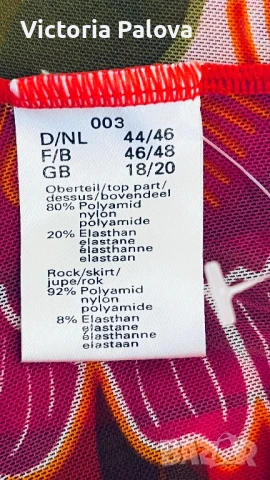 Victoria Palova
003
D/NL 44/46
F/B 46/48
GB 18/20
Oberteil/top part/
dessus/bovendeel
80% Polyamid
nylon
polyamide
20% Elasthan
elastane
élasthanne
elastaan
Rock/skirt/
jupe/rok
92% Polyamid
nylon
polyamide
8% Elasthan
elastane
élasthanne
elastaan
BAZAR